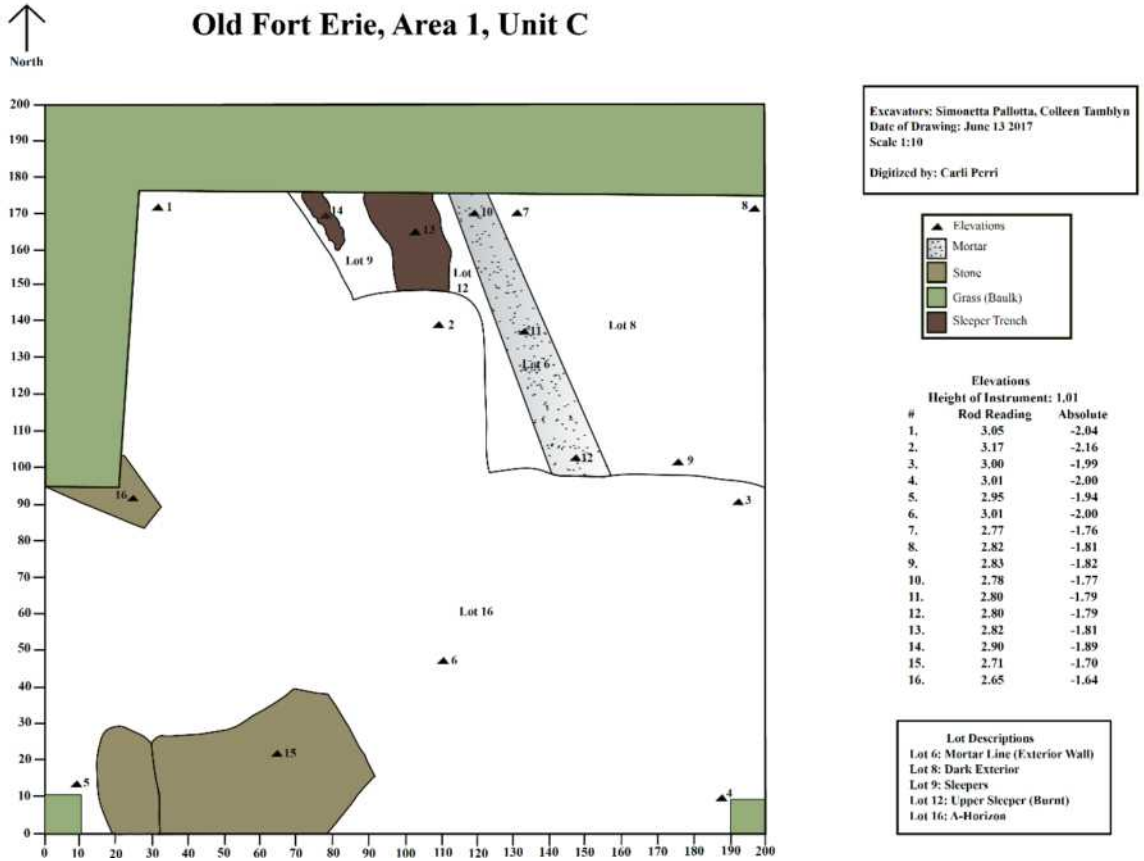 Old Fort Erie, Area 1, Unit C
North
Excavators: Simonetta Pallotta, Colleen Tamblyn
Date of Drawing: June 13 2017
Scale 1:10
Digitized by: Carli Perri
200
190
180
170
160
150
140
130
120
110
100
90
80
70
60
50
40
30
20
10
0
0 10 20 30 40 50 60 70 80 90 100 110 120 130 140 150 160 170 180 190 200
1
14
13
10
7
8
Lot 9
Lot
12
2
11
Lot 8
Lot 6
12
9
16
3
Lot 16
6
15
5
4
Elevations
Mortar
Stone
Grass (Baulk)
Sleeper Trench
Elevations
Height of Instrument: 1.01
# Rod Reading Absolute
1. 3.05 -2.04
2. 3.17 -2.16
3. 3.00 -1.99
4. 3.01 -2.00
5. 2.95 -1.94
6. 3.01 -2.00
7. 2.77 -1.76
8. 2.82 -1.81
9. 2.83 -1.82
10. 2.78 -1.77
11. 2.80 -1.79
12. 2.80 -1.79
13. 2.82 -1.81
14. 2.90 -1.89
15. 2.71 -1.70
16. 2.65 -1.64
Lot Descriptions
Lot 6: Mortar Line (Exterior Wall)
Lot 8: Dark Exterior
Lot 9: Sleepers
Lot 12: Upper Sleeper (Burnt)
Lot 16: A-Horizon